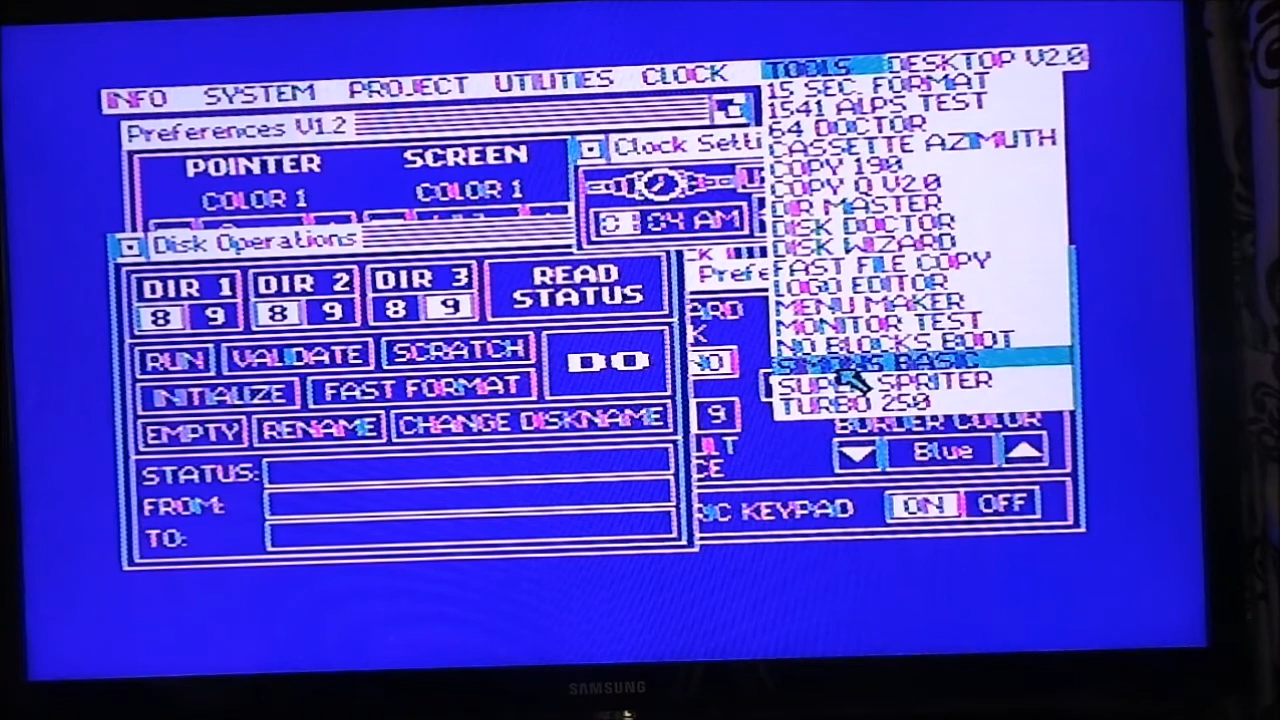 INFO SYSTEM PROJECT UTILITIES CLOCK TOOLS DESKTOP V2.0
15 SEC. FORMAT
1541 ALPS TEST
64 DOCTOR
CASSETTE AZIMUTH
COPY 190
COPY Q V2.0
DIR MASTER
DISK DOCTOR
DISK WIZARD
FAST FILE COPY
LOGO EDITOR
MENU MAKER
MONITOR TEST
NO BLOCKS BOOT
SIMONS BASIC
SUPER SPRITER
TURBO 250
Preferences V1.2
POINTER SCREEN
COLOR 1 COLOR 1
Clock Setti
04 AM
Disk Operations
DIR 1 DIR 2 DIR 3 READ STATUS
8 9 8 9 8 9
RUN VALIDATE SCRATCH DO
INITIALIZE FAST FORMAT
EMPTY RENAME CHANGE DISKNAME
STATUS:
FROM:
TO:
Prefe
9
BORDER COLOR
Blue
RIC KEYPAD ON OFF
SAMSUNG